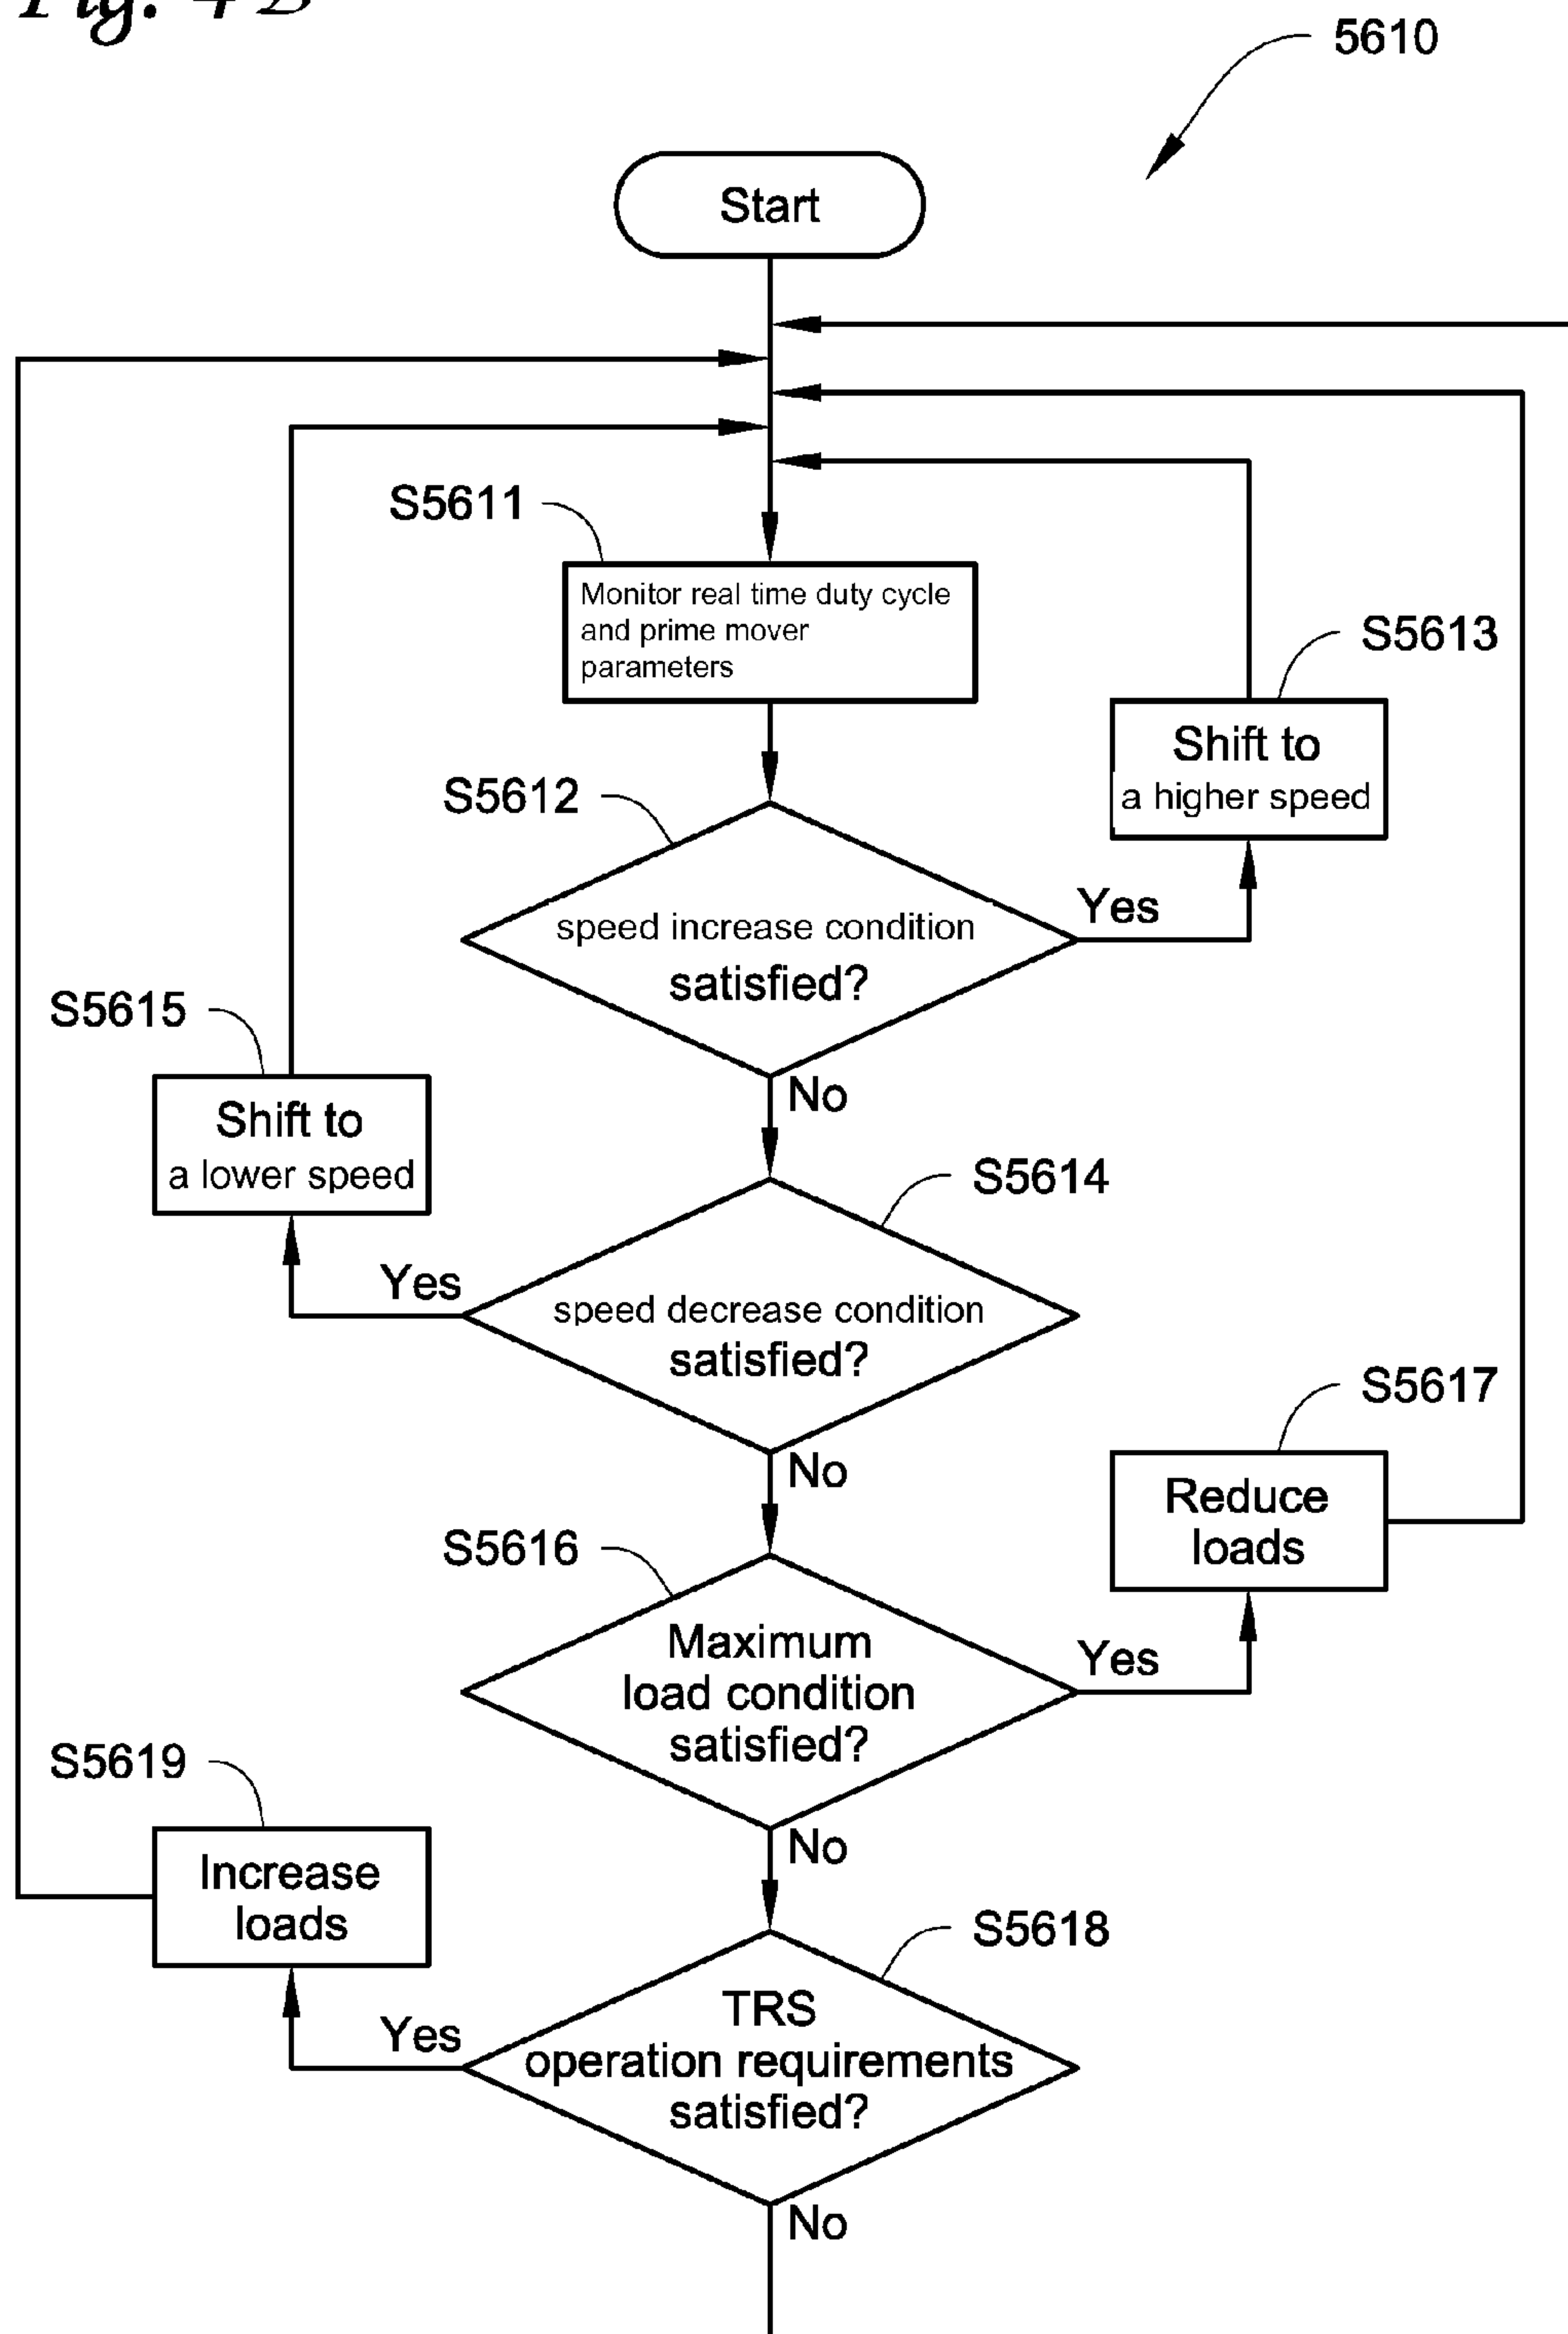 Fig. 4B
5610
Start
S5611
Monitor real time duty cycle
and prime mover
parameters
S5613
Shift to
a higher speed
S5612
speed increase condition
satisfied?
Yes
No
S5615
Shift to
a lower speed
S5614
speed decrease condition
satisfied?
Yes
No
S5617
Reduce
loads
S5616
Maximum
load condition
satisfied?
Yes
No
S5619
Increase
loads
S5618
TRS
operation requirements
satisfied?
Yes
No